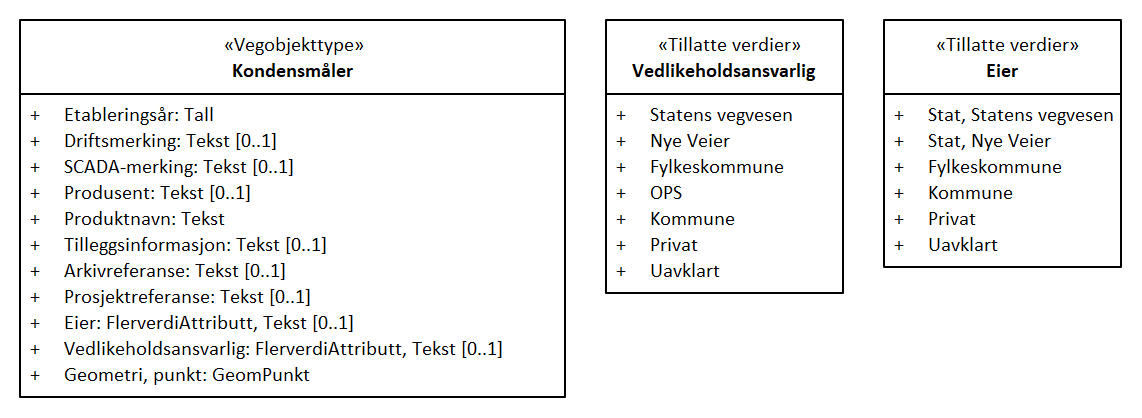 «Vegobjekttype»
Kondensmåler
+ Etableringsår: Tall
+ Driftsmerking: Tekst [0..1]
+ SCADA-merking: Tekst [0..1]
+ Produsent: Tekst [0..1]
+ Produktnavn: Tekst
+ Tilleggsinformasjon: Tekst [0..1]
+ Arkivreferanse: Tekst [0..1]
+ Prosjektreferanse: Tekst [0..1]
+ Eier: FlerverdiAttributt, Tekst [0..1]
+ Vedlikeholdsansvarlig: FlerverdiAttributt, Tekst [0..1]
+ Geometri, punkt: GeomPunkt
«Tillatte verdier»
Vedlikeholdsansvarlig
+ Statens vegvesen
+ Nye Veier
+ Fylkeskommune
+ OPS
+ Kommune
+ Privat
+ Uavklart
«Tillatte verdier»
Eier
+ Stat, Statens vegvesen
+ Stat, Nye Veier
+ Fylkeskommune
+ Kommune
+ Privat
+ Uavklart